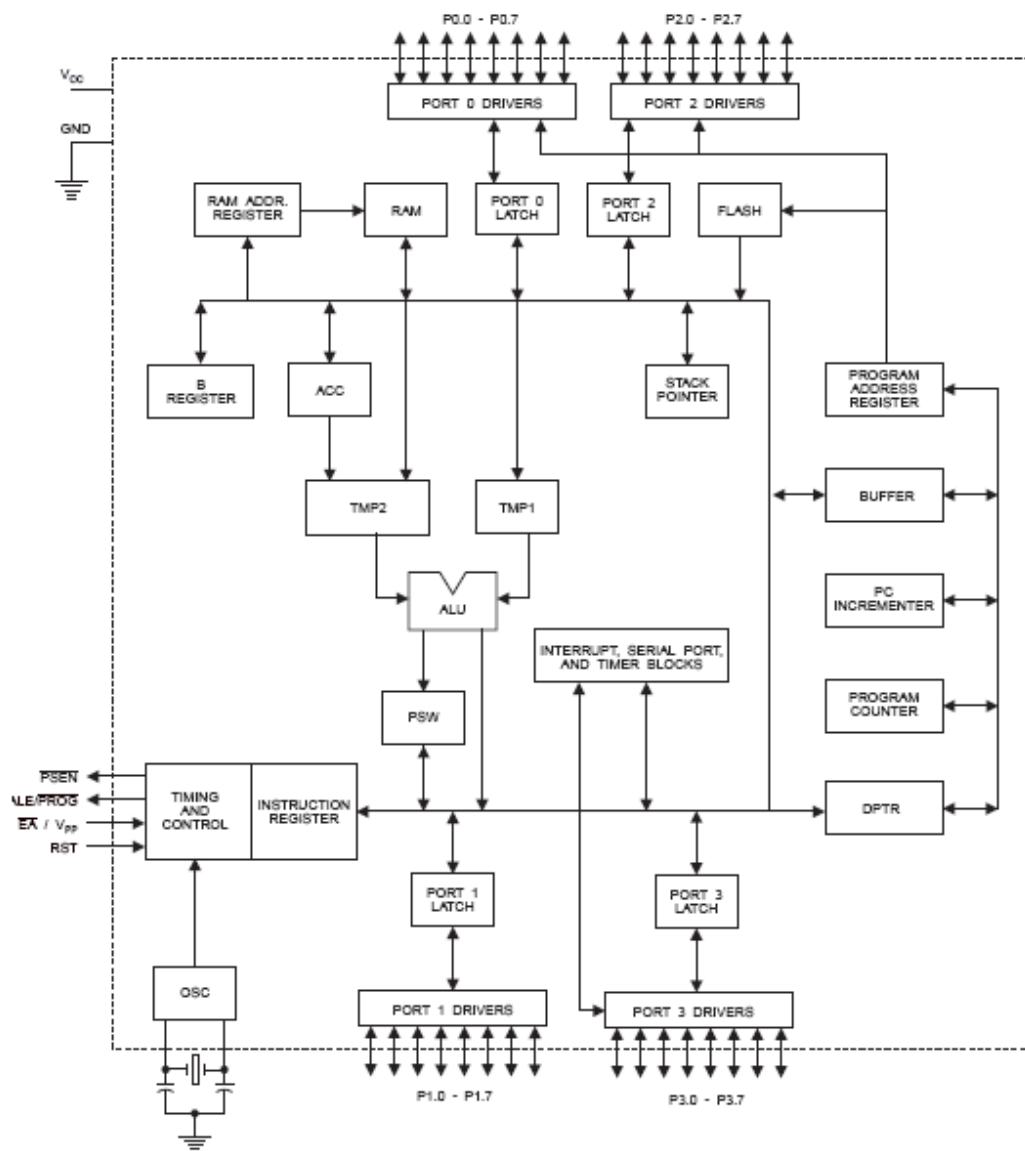 P0.0 - P0.7
P2.0 - P2.7
VCC
GND
PORT 0 DRIVERS
PORT 2 DRIVERS
RAM ADDR.
REGISTER
RAM
PORT 0
LATCH
PORT 2
LATCH
FLASH
B
REGISTER
ACC
STACK
POINTER
PROGRAM
ADDRESS
REGISTER
TMP2
TMP1
BUFFER
ALU
PC
INCREMENTER
INTERRUPT, SERIAL PORT,
AND TIMER BLOCKS
PSW
PROGRAM
COUNTER
PSEN
ALE/PROG
EA / VPP
RST
TIMING
AND
CONTROL
INSTRUCTION
REGISTER
DPTR
PORT 1
LATCH
PORT 3
LATCH
OSC
PORT 1 DRIVERS
PORT 3 DRIVERS
P1.0 - P1.7
P3.0 - P3.7